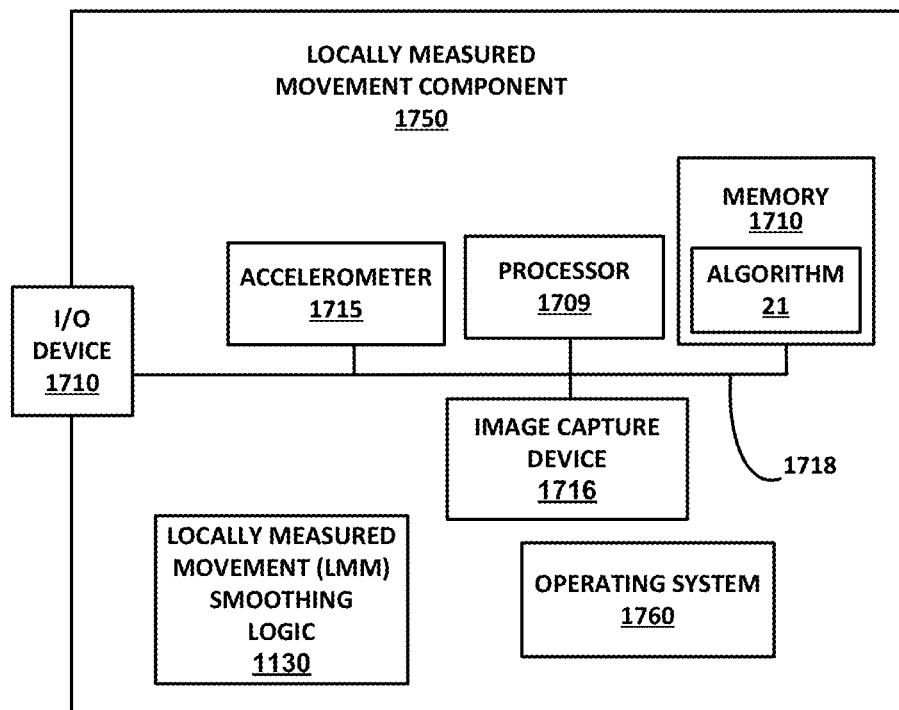 LOCALLY MEASURED
MOVEMENT COMPONENT
1750
MEMORY
1710
ALGORITHM
21
ACCELEROMETER
1715
PROCESSOR
1709
I/O
DEVICE
1710
IMAGE CAPTURE
DEVICE
1716
1718
LOCALLY MEASURED
MOVEMENT (LMM)
SMOOTHING
LOGIC
1130
OPERATING SYSTEM
1760